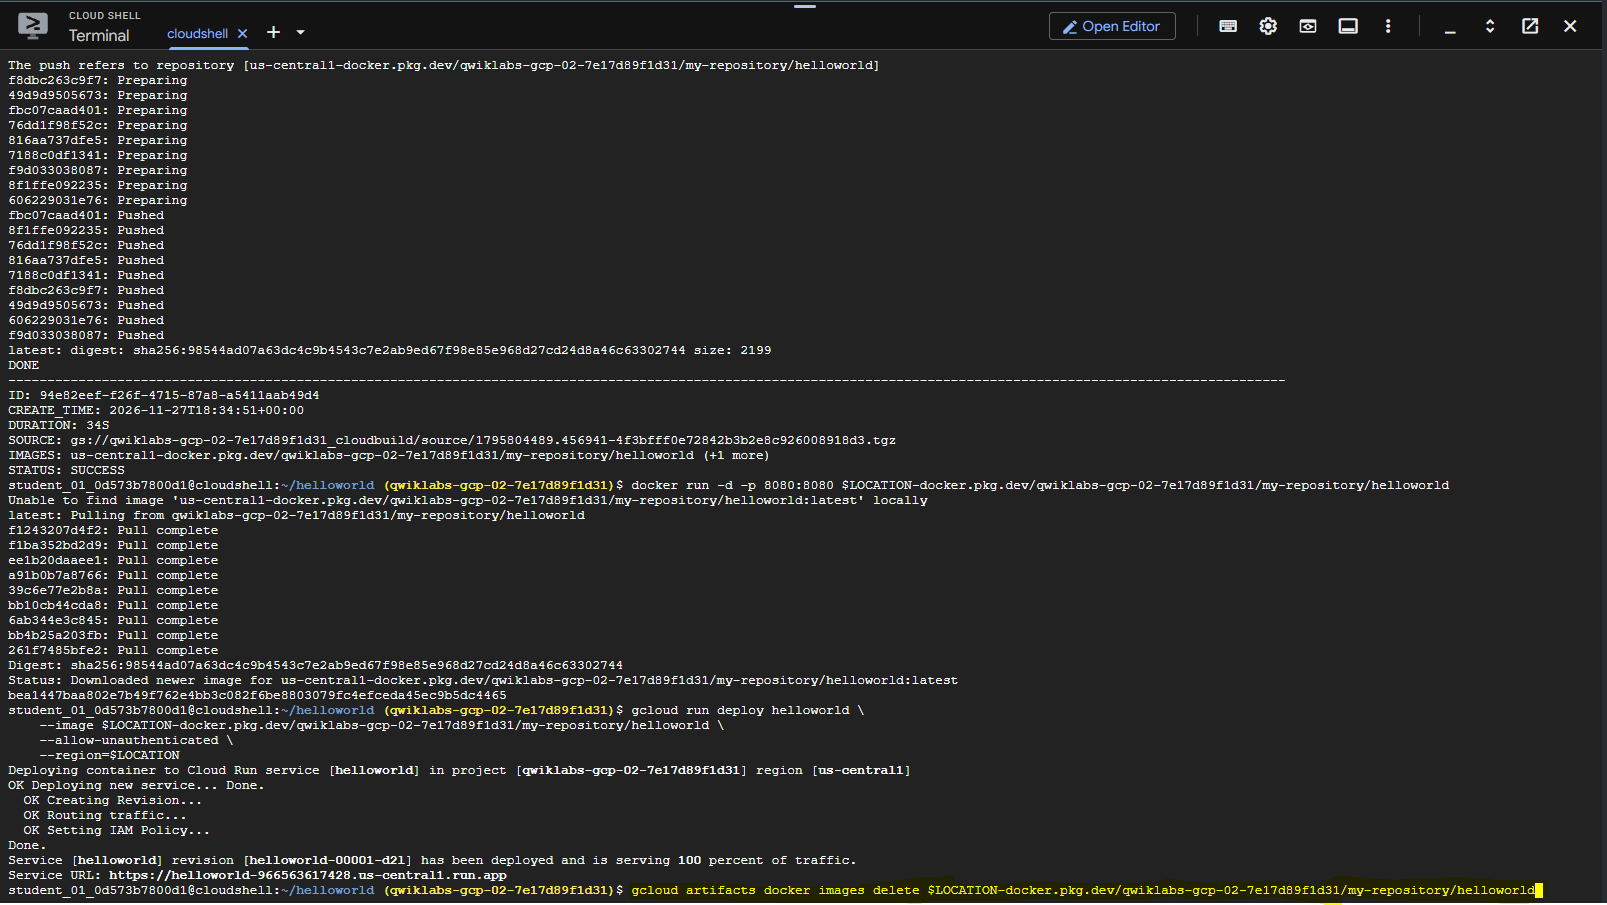 CLOUD SHELL
Terminal
cloudshell
Open Editor
The push refers to repository [us-central1-docker.pkg.dev/qwiklabs-gcp-02-7e17d89f1d31/my-repository/helloworld]
f8dbc263c9f7: Preparing
49d9d9505673: Preparing
fbc07caad401: Preparing
76dd1f98f52c: Preparing
816aa737dfe5: Preparing
7188c0df1341: Preparing
f9d033038087: Preparing
8f1ffe092235: Preparing
606229031e76: Preparing
fbc07caad401: Pushed
8f1ffe092235: Pushed
76dd1f98f52c: Pushed
816aa737dfe5: Pushed
7188c0df1341: Pushed
f8dbc263c9f7: Pushed
49d9d9505673: Pushed
606229031e76: Pushed
f9d033038087: Pushed
latest: digest: sha256:98544ad07a63dc4c9b4543c7e2ab9ed67f98e85e968d27cd24d8a46c63302744 size: 2199
DONE
--------------------------------------------------------------------------------------------------------------------------------------------------------------------
ID: 94e82eef-f26f-4715-87a8-a5411aab49d4
CREATE_TIME: 2026-11-27T18:34:51+00:00
DURATION: 34S
SOURCE: gs://qwiklabs-gcp-02-7e17d89f1d31_cloudbuild/source/1795804489.456941-4f3bfff0e72842b3b2e8c926008918d3.tgz
IMAGES: us-central1-docker.pkg.dev/qwiklabs-gcp-02-7e17d89f1d31/my-repository/helloworld (+1 more)
STATUS: SUCCESS
student_01_0d573b7800d1@cloudshell:~/helloworld (qwiklabs-gcp-02-7e17d89f1d31)$ docker run -d -p 8080:8080 $LOCATION-docker.pkg.dev/qwiklabs-gcp-02-7e17d89f1d31/my-repository/helloworld
Unable to find image 'us-central1-docker.pkg.dev/qwiklabs-gcp-02-7e17d89f1d31/my-repository/helloworld:latest' locally
latest: Pulling from qwiklabs-gcp-02-7e17d89f1d31/my-repository/helloworld
f1243207d4f2: Pull complete
f1ba352bd2d9: Pull complete
ee1b20daaee1: Pull complete
a91b0b7a8766: Pull complete
39c6e77e2b8a: Pull complete
bb10cb44cda8: Pull complete
6ab344e3c845: Pull complete
bb4b25a203fb: Pull complete
261f7485bfe2: Pull complete
Digest: sha256:98544ad07a63dc4c9b4543c7e2ab9ed67f98e85e968d27cd24d8a46c63302744
Status: Downloaded newer image for us-central1-docker.pkg.dev/qwiklabs-gcp-02-7e17d89f1d31/my-repository/helloworld:latest
bea1447baa802e7b49f762e4bb3c082f6be8803079fc4efceda45ec9b5dc4465
student_01_0d573b7800d1@cloudshell:~/helloworld (qwiklabs-gcp-02-7e17d89f1d31)$ gcloud run deploy helloworld \
    --image $LOCATION-docker.pkg.dev/qwiklabs-gcp-02-7e17d89f1d31/my-repository/helloworld \
    --allow-unauthenticated \
    --region=$LOCATION
Deploying container to Cloud Run service [helloworld] in project [qwiklabs-gcp-02-7e17d89f1d31] region [us-central1]
OK Deploying new service... Done.
  OK Creating Revision...
  OK Routing traffic...
  OK Setting IAM Policy...
Done.
Service [helloworld] revision [helloworld-00001-d2l] has been deployed and is serving 100 percent of traffic.
Service URL: https://helloworld-966563617428.us-central1.run.app
student_01_0d573b7800d1@cloudshell:~/helloworld (qwiklabs-gcp-02-7e17d89f1d31)$ gcloud artifacts docker images delete $LOCATION-docker.pkg.dev/qwiklabs-gcp-02-7e17d89f1d31/my-repository/helloworld